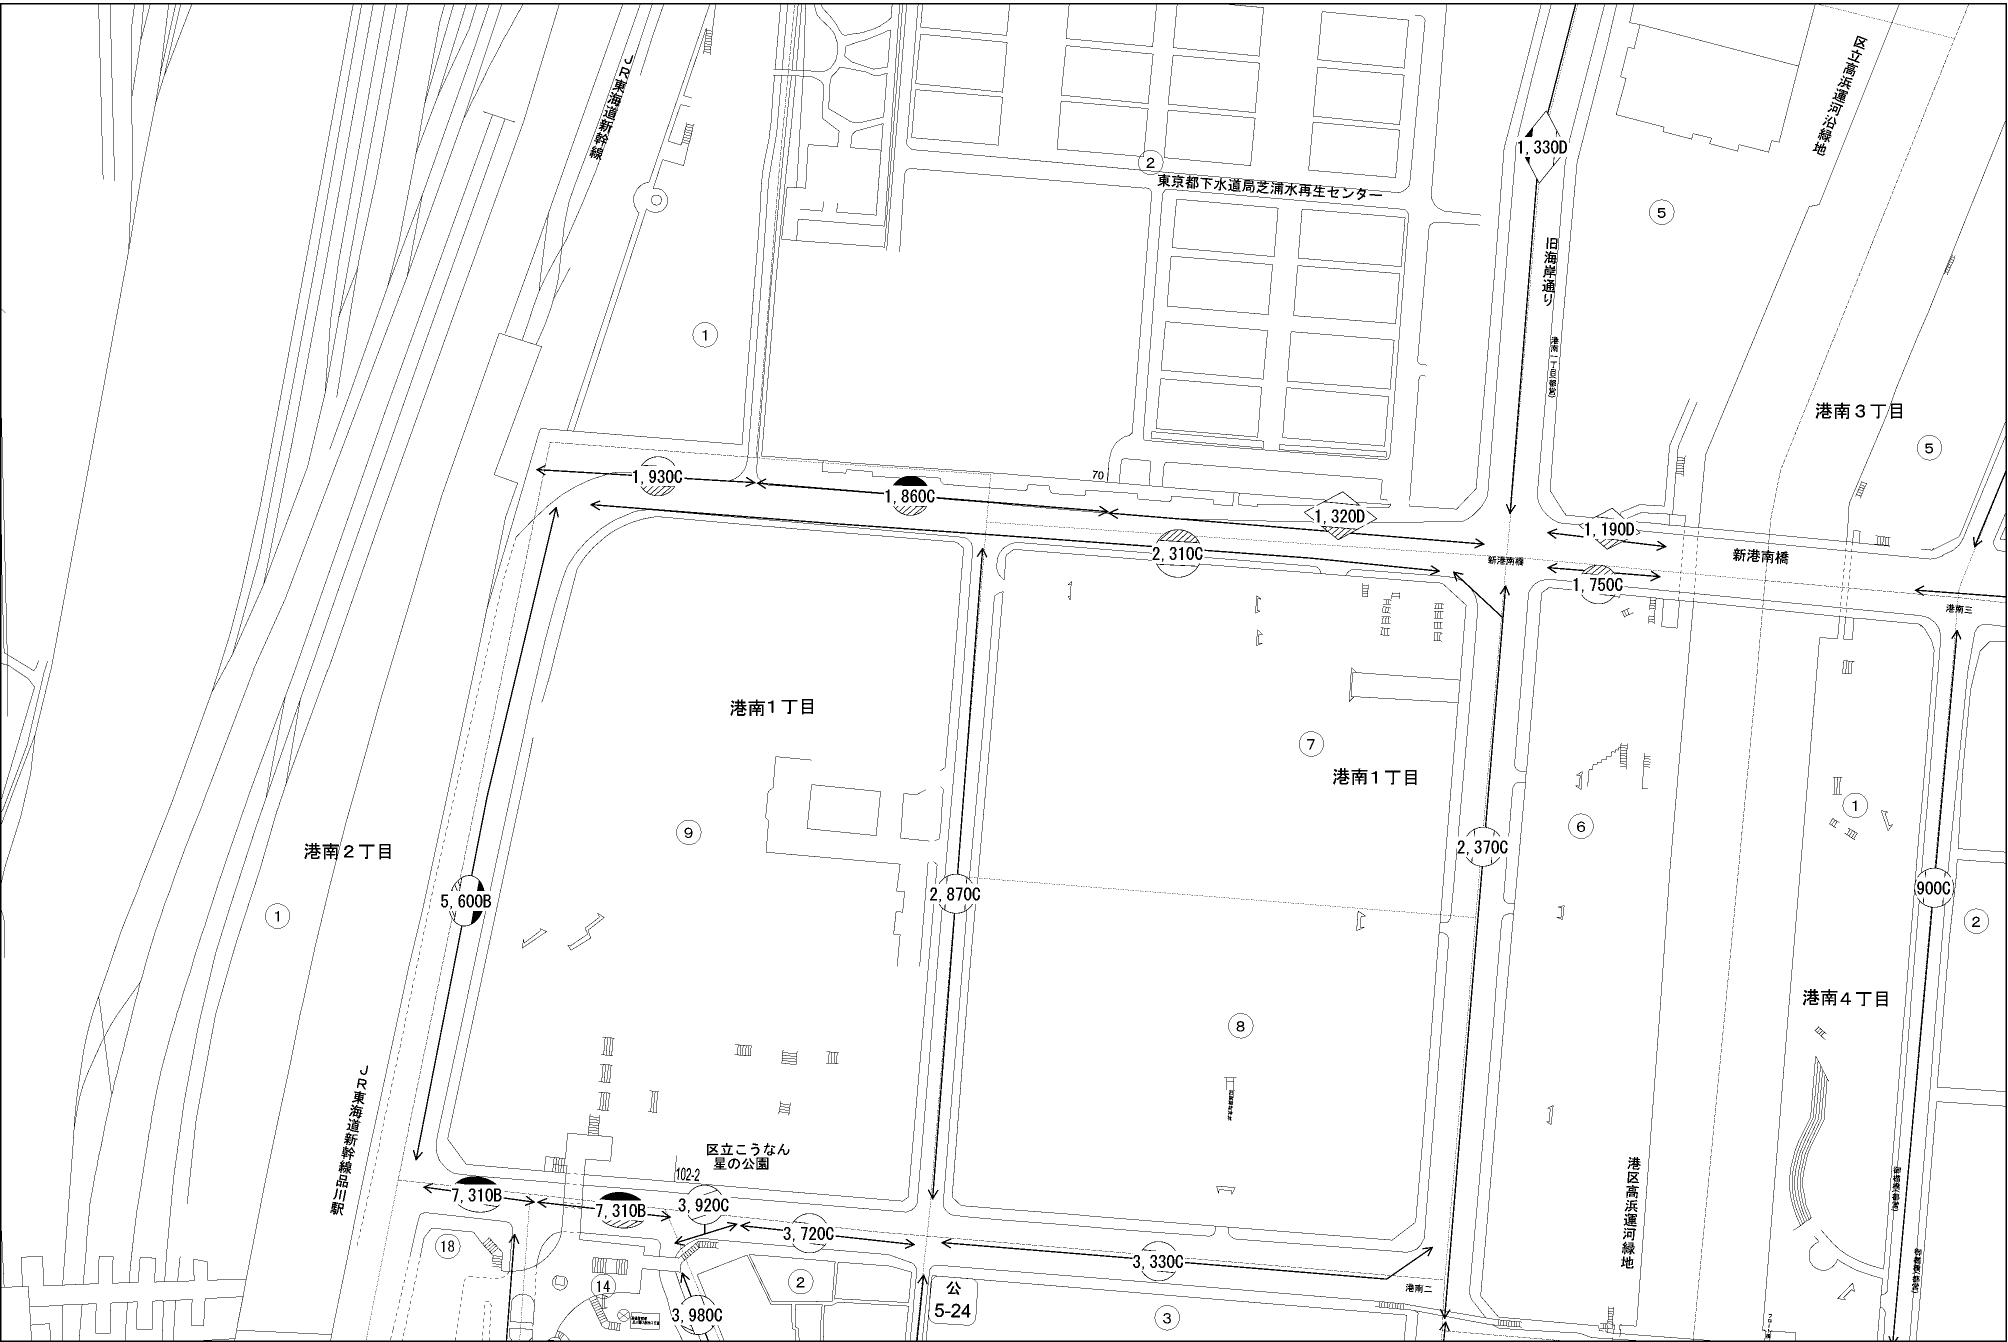 JR東海道新幹線
区立高浜運河沿緑地
1,330D
2
東京都下水道局芝浦水再生センター
5
旧海岸通り
1
港南3丁目
5
1,930C
70
1,860C
1,320D
1,190D
2,310C
新港南橋
新港南橋
1,750C
港南三
港南1丁目
7
港南1丁目
9
6
1
港南2丁目
2,370C
5,600B
2,870C
900C
1
2
港南4丁目
8
JR東海道新幹線品川駅
区立こうなん
星の公園
102-2
港区高浜運河緑地
7,310B
7,310B
3,920C
3,720C
3,330C
18
14
2
公
5-24
港南二
3,980C
3